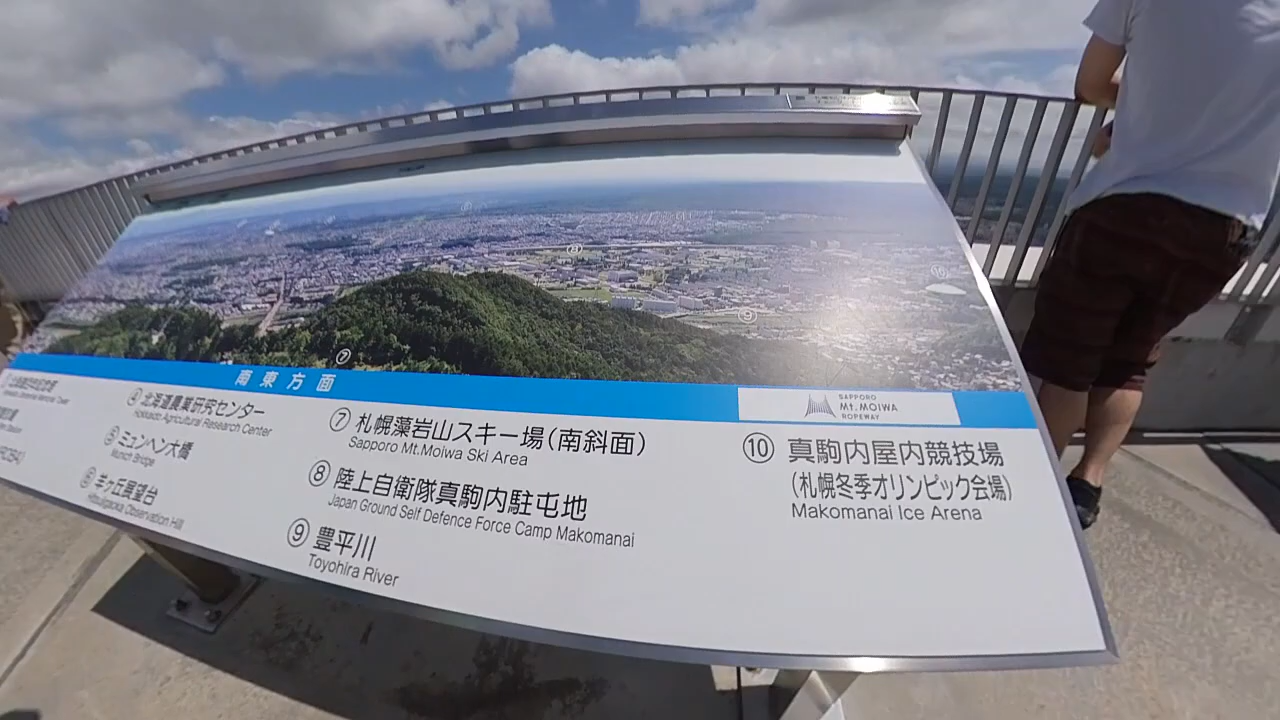 南東方面
SAPPORO
Mt. MOIWA
ROPEWAY
④ 北海道農業研究センター
Hokkaido Agricultural Research Center
⑤ ミュンヘン大橋
Munich Bridge
⑥ 羊ヶ丘展望台
Hitsujigaoka Observation Hill
⑦ 札幌藻岩山スキー場(南斜面)
Sapporo Mt.Moiwa Ski Area
⑧ 陸上自衛隊真駒内駐屯地
Japan Ground Self Defence Force Camp Makomanai
⑨ 豊平川
Toyohira River
⑩ 真駒内屋内競技場
(札幌冬季オリンピック会場)
Makomanai Ice Arena
⑦
⑧
⑨
⑩